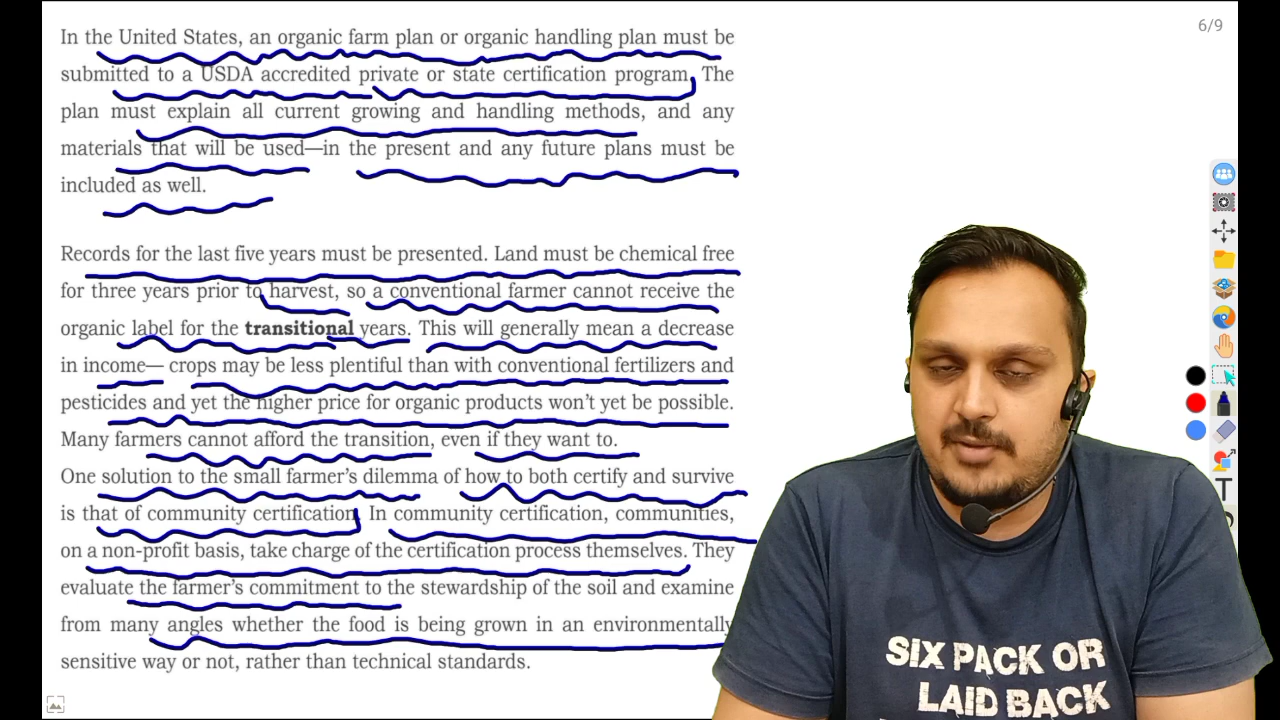 6/9
In the United States, an organic farm plan or organic handling plan must be
submitted to a USDA accredited private or state certification program. The
plan must explain all current growing and handling methods, and any
materials that will be used—in the present and any future plans must be
included as well.
Records for the last five years must be presented. Land must be chemical free
for three years prior to harvest, so a conventional farmer cannot receive the
organic label for the transitional years. This will generally mean a decrease
in income— crops may be less plentiful than with conventional fertilizers and
pesticides and yet the higher price for organic products won't yet be possible.
Many farmers cannot afford the transition, even if they want to.
One solution to the small farmer's dilemma of how to both certify and survive
is that of community certification. In community certification, communities,
on a non-profit basis, take charge of the certification process themselves. They
evaluate the farmer's commitment to the stewardship of the soil and examine
from many angles whether the food is being grown in an environmentally
sensitive way or not, rather than technical standards.
T
SIX PACK OR
LAID BACK